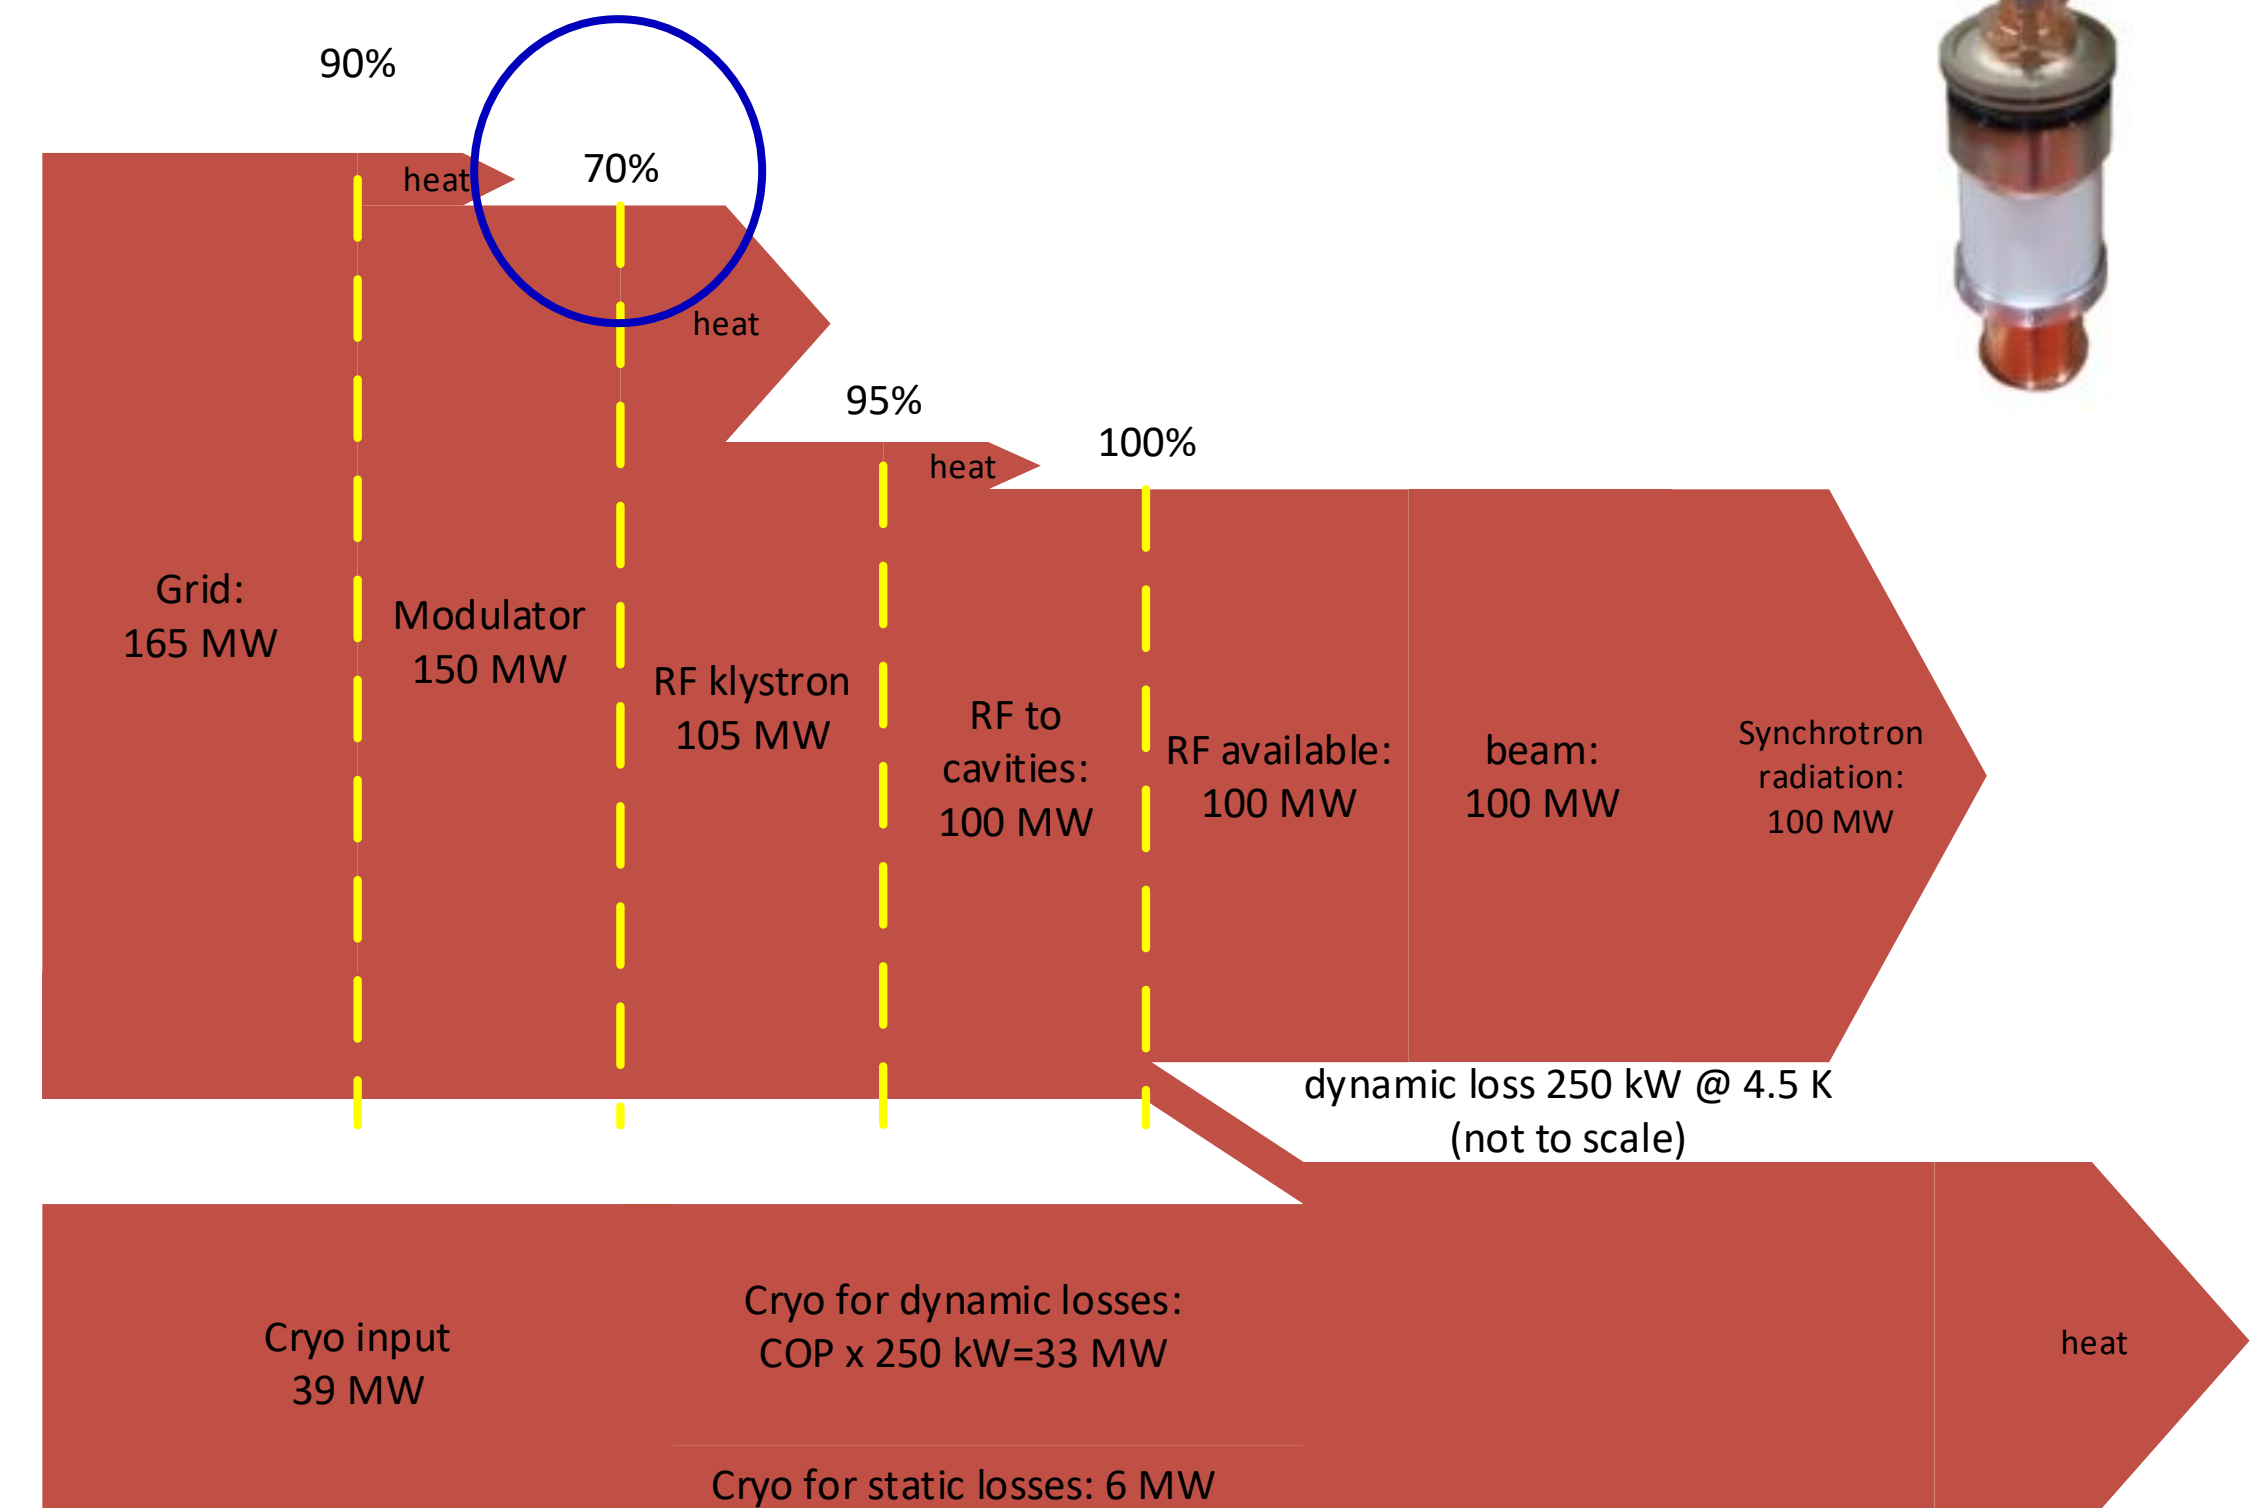 90%
heat
70%
heat
95%
heat
100%
Grid:
165 MW
Modulator
150 MW
RF klystron
105 MW
RF to
cavities:
100 MW
RF available:
100 MW
beam:
100 MW
Synchrotron
radiation:
100 MW
dynamic loss 250 kW @ 4.5 K
(not to scale)
Cryo input
39 MW
Cryo for dynamic losses:
COP x 250 kW=33 MW
heat
Cryo for static losses: 6 MW